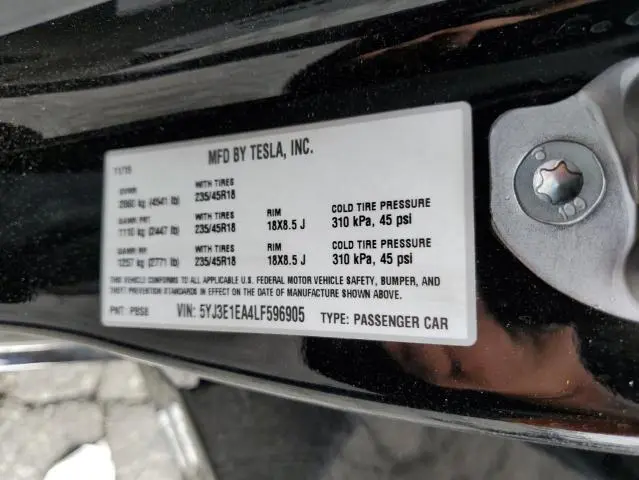 MFD BY TESLA, INC.
11/19
GVWR WITH TIRES
2060 kg (4541 lb) 235/45R18
GAWR FRT WITH TIRES RIM COLD TIRE PRESSURE
1110 kg (2447 lb) 235/45R18 18X8.5 J 310 kPa, 45 psi
GAWR RR WITH TIRES RIM COLD TIRE PRESSURE
1257 kg (2771 lb) 235/45R18 18X8.5 J 310 kPa, 45 psi
THIS VEHICLE CONFORMS TO ALL APPLICABLE U.S. FEDERAL MOTOR VEHICLE SAFETY, BUMPER, AND
THEFT PREVENTION STANDARDS IN EFFECT ON THE DATE OF MANUFACTURE SHOWN ABOVE.
PNT: PBSB VIN: 5YJ3E1EA4LF596905 TYPE: PASSENGER CAR
109